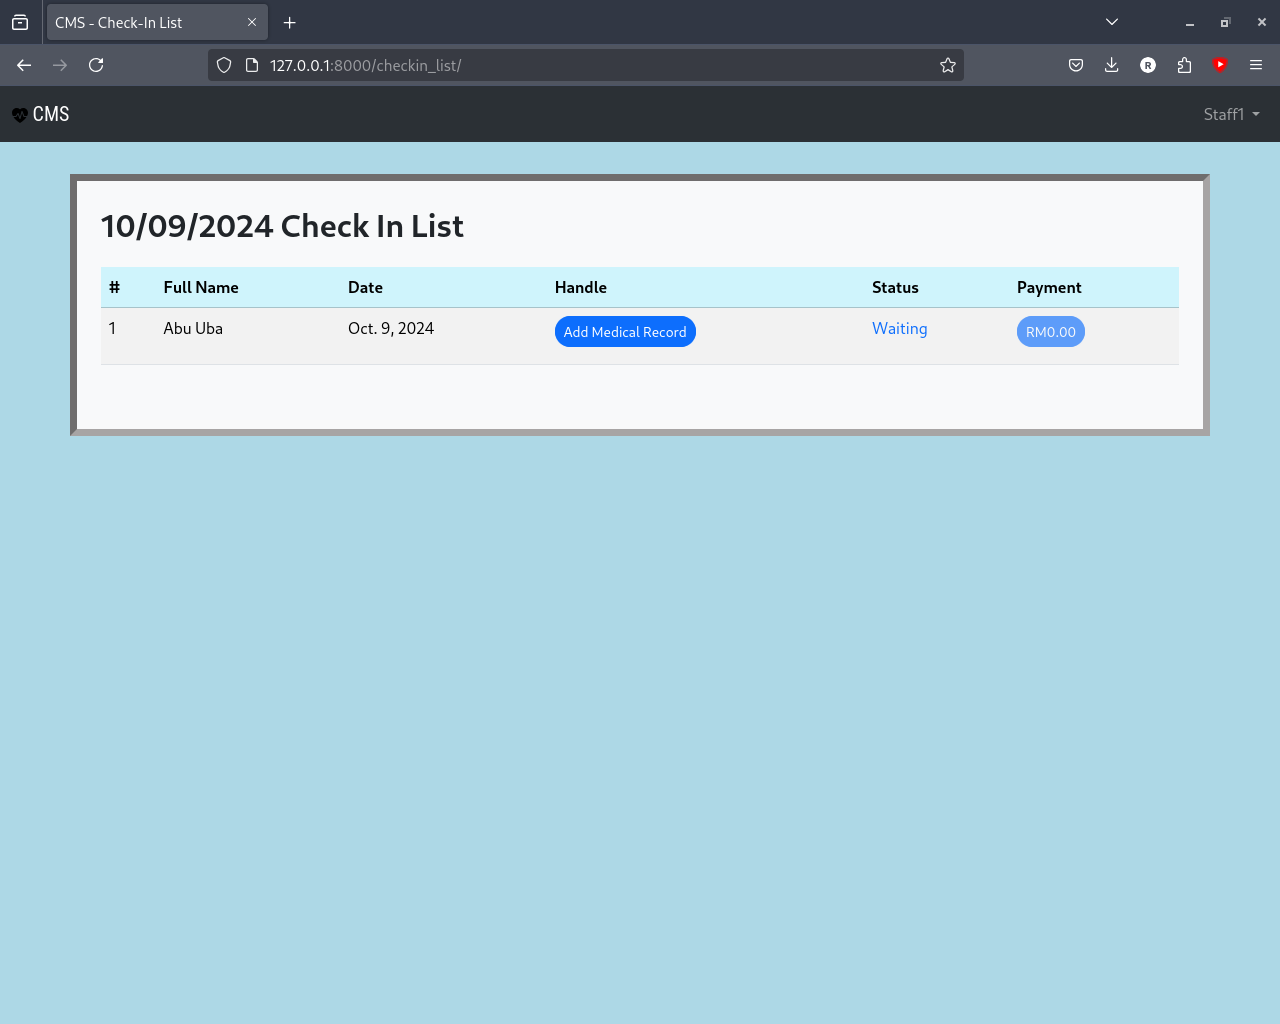 CMS - Check-In List
127.0.0.1:8000/checkin_list/
R
CMS
Staff1
10/09/2024 Check In List
# Full Name Date Handle Status Payment
1 Abu Uba Oct. 9, 2024 Add Medical Record Waiting RM0.00